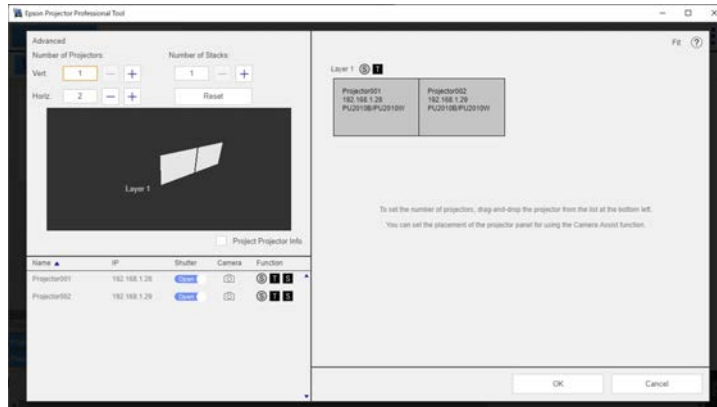 Epson Projector Professional Tool
Advanced
Number of Projectors:
Number of Stacks:
Vert. 1
1
Horiz. 2
Reset
Layer 1
Project Projector Info.
Name IP Shutter Camera Function
Projector001 192.168.1.28 Open S T S
Projector002 192.168.1.29 Open S T S
Fit ?
Layer 1 S T
Projector001
192.168.1.28
PU2010B/PU2010W
Projector002
192.168.1.29
PU2010B/PU2010W
To set the number of projectors, drag-and-drop the projector from the list at the bottom left.
You can set the placement of the projector panel for using the Camera Assist function.
OK
Cancel